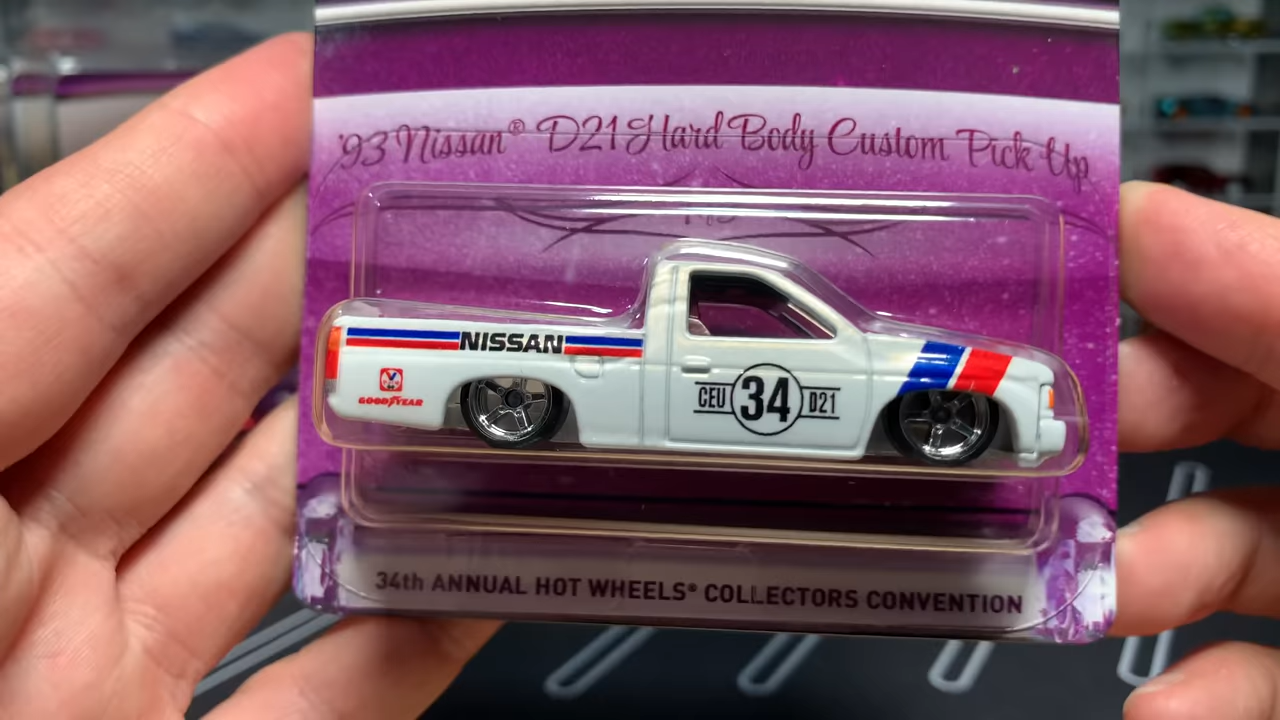 '93 Nissan® D21 Hard Body Custom Pick Up
NISSAN
GOODYEAR
CEU 34 D21
34th ANNUAL HOT WHEELS® COLLECTORS CONVENTION